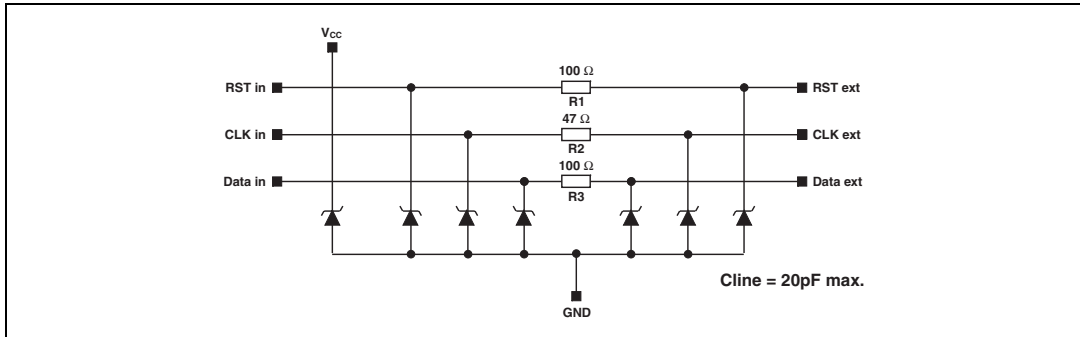 Vcc
100 Ω
RST in
RST ext
R1
47 Ω
CLK in
CLK ext
R2
100 Ω
Data in
Data ext
R3
Cline = 20pF max.
GND